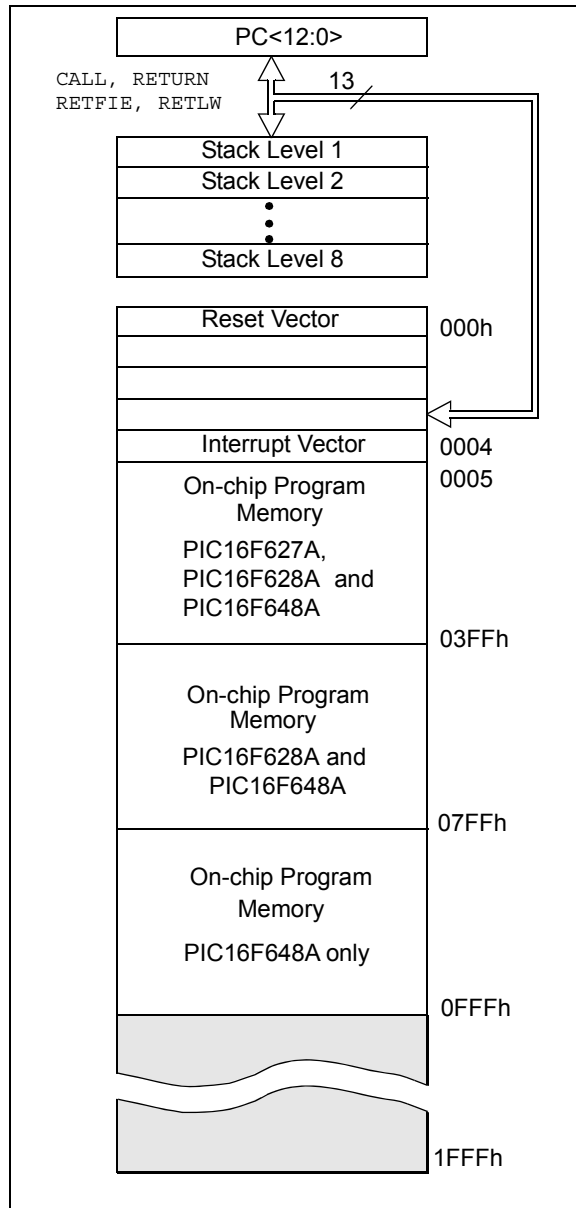 PC<12:0>
CALL, RETURN
RETFIE, RETLW
13
Stack Level 1
Stack Level 2
Stack Level 8
Reset Vector
000h
Interrupt Vector
0004
0005
On-chip Program
Memory
PIC16F627A,
PIC16F628A and
PIC16F648A
03FFh
On-chip Program
Memory
PIC16F628A and
PIC16F648A
07FFh
On-chip Program
Memory
PIC16F648A only
0FFFh
1FFFh